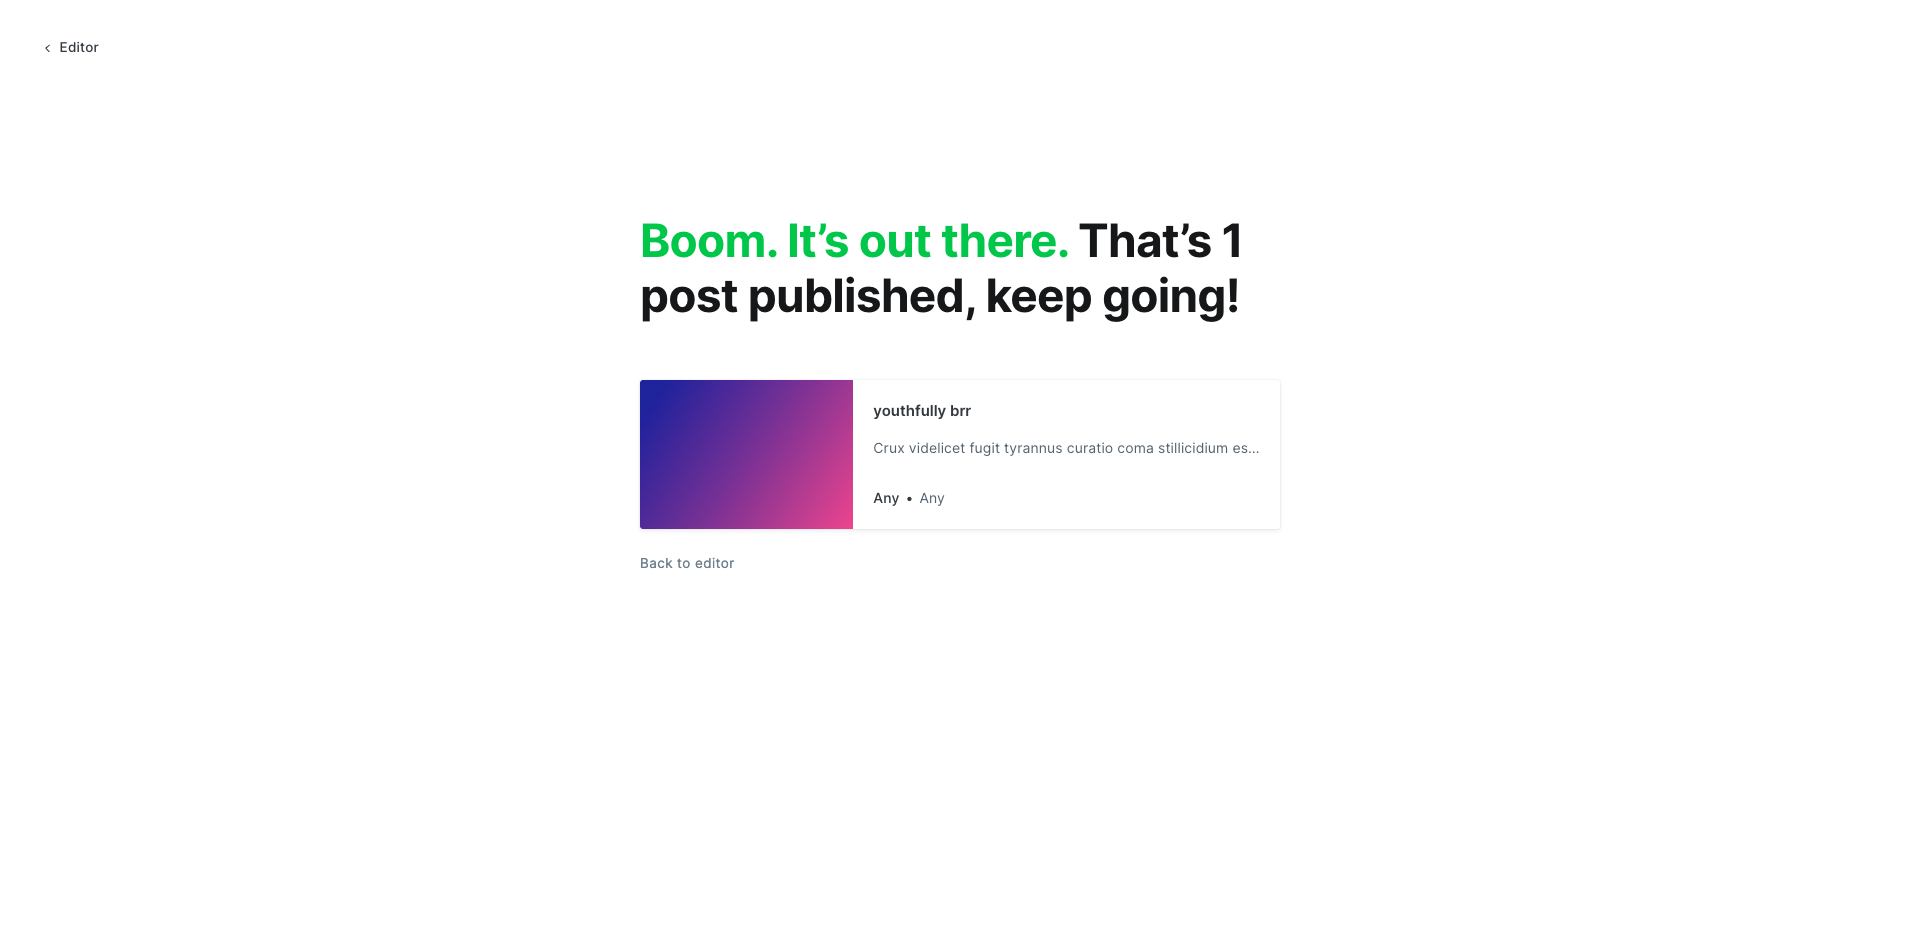 Editor
Boom. It’s out there. That’s 1
post published, keep going!
youthfully brr
Crux videlicet fugit tyrannus curatio coma stillicidium es…
Any • Any
Back to editor